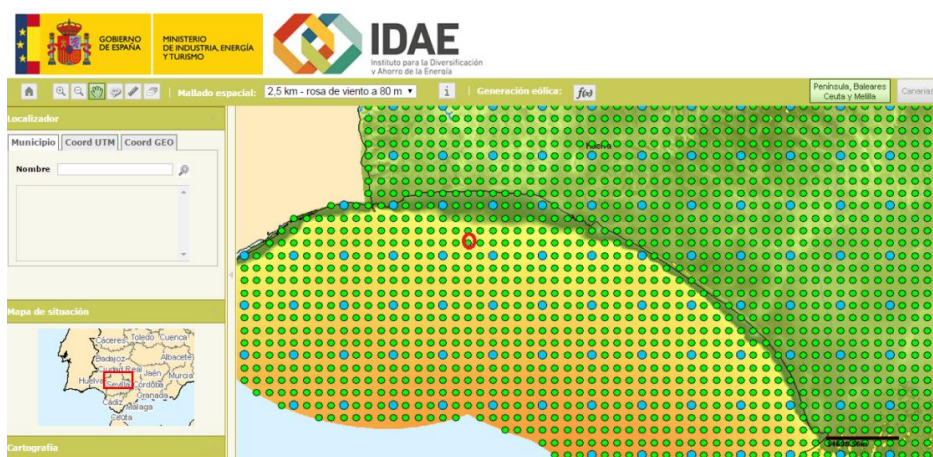 GOBIERNO
DE ESPAÑA
MINISTERIO
DE INDUSTRIA, ENERGÍA
Y TURISMO
IDAE
Instituto para la Diversificación
y Ahorro de la Energía
Mallado espacial:
2,5 km - rosa de viento a 80 m
i
Generación eólica:
f(x)
Península, Baleares
Ceuta y Melilla
Canarias
Localizador
Municipio
Coord UTM
Coord GEO
Nombre
Huelva
Mapa de situación
Cáceres
Toledo
Cuenca
Badajoz
Albacete
Ciudad Real
Jaén
Murcia
Huelva
Sevilla
Córdoba
Granada
Cádiz
Málaga
Ceuta
Cartografía